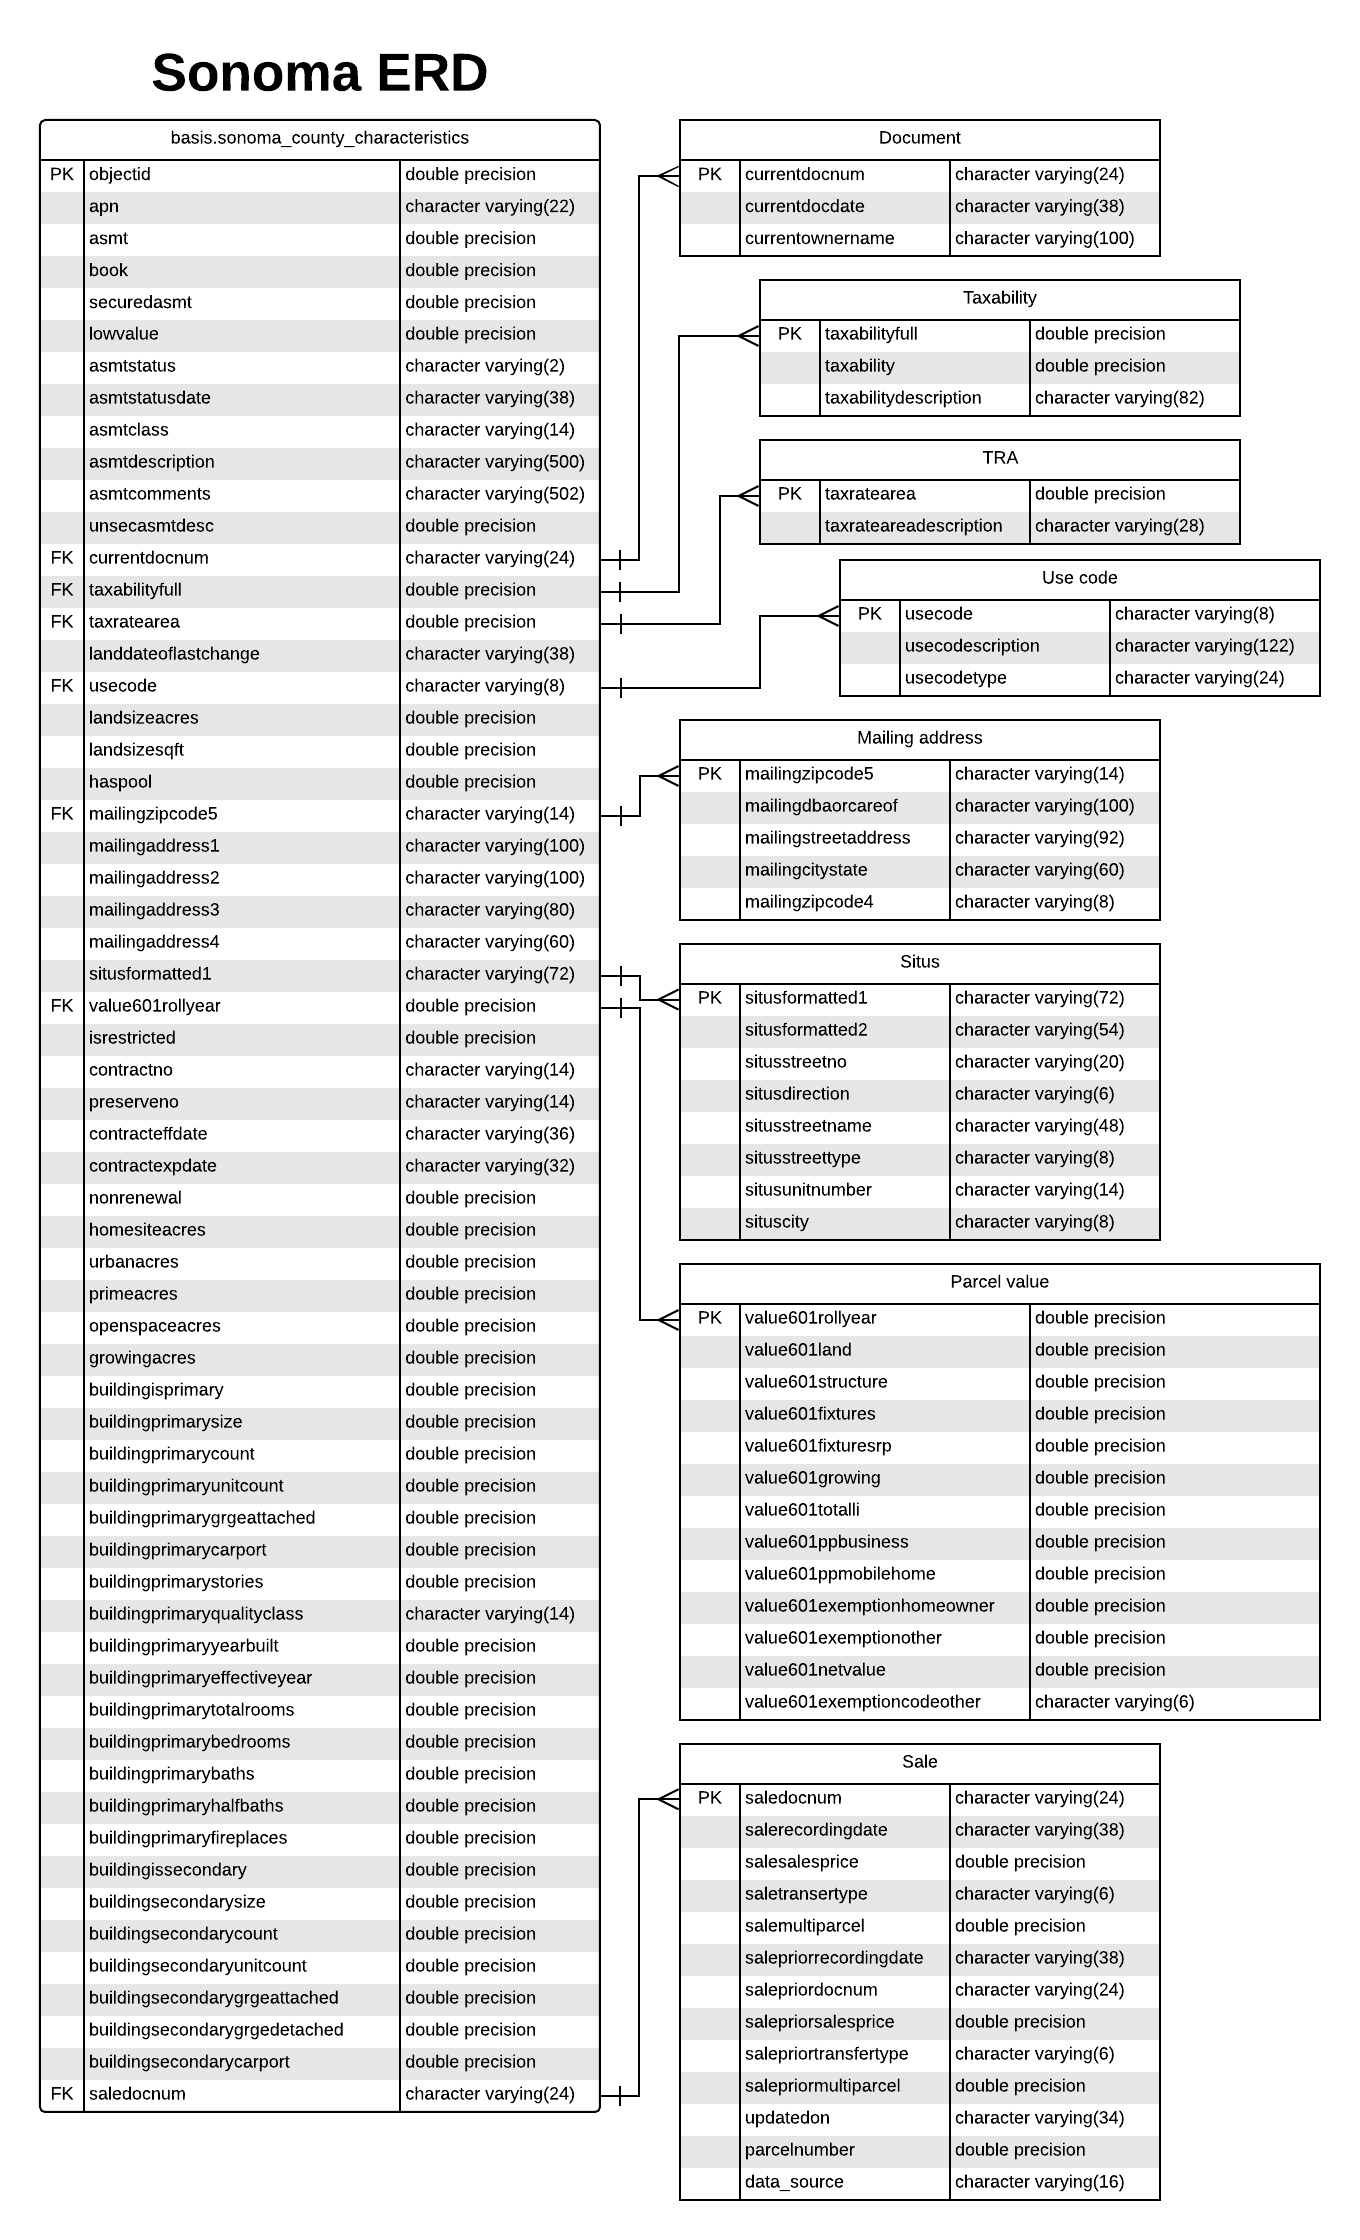 Sonoma ERD
basis.sonoma_county_characteristics
PK objectid double precision
apn character varying(22)
asmt double precision
book double precision
securedasmt double precision
lowvalue double precision
asmtstatus character varying(2)
asmtstatusdate character varying(38)
asmtclass character varying(14)
asmtdescription character varying(500)
asmtcomments character varying(502)
unsecasmtdesc double precision
FK currentdocnum character varying(24)
FK taxabilityfull double precision
FK taxratearea double precision
landdateoflastchange character varying(38)
FK usecode character varying(8)
landsizeacres double precision
landsizesqft double precision
haspool double precision
FK mailingzipcode5 character varying(14)
mailingaddress1 character varying(100)
mailingaddress2 character varying(100)
mailingaddress3 character varying(80)
mailingaddress4 character varying(60)
situsformatted1 character varying(72)
FK value601rollyear double precision
isrestricted double precision
contractno character varying(14)
preserveno character varying(14)
contracteffdate character varying(36)
contractexpdate character varying(32)
nonrenewal double precision
homesiteacres double precision
urbanacres double precision
primeacres double precision
openspaceacres double precision
growingacres double precision
buildingisprimary double precision
buildingprimarysize double precision
buildingprimarycount double precision
buildingprimaryunitcount double precision
buildingprimarygrgeattached double precision
buildingprimarycarport double precision
buildingprimarystories double precision
buildingprimaryqualityclass character varying(14)
buildingprimaryyearbuilt double precision
buildingprimaryeffectiveyear double precision
buildingprimarytotalrooms double precision
buildingprimarybedrooms double precision
buildingprimarybaths double precision
buildingprimaryhalfbaths double precision
buildingprimaryfireplaces double precision
buildingissecondary double precision
buildingsecondarysize double precision
buildingsecondarycount double precision
buildingsecondaryunitcount double precision
buildingsecondarygrgeattached double precision
buildingsecondarygrgedetached double precision
buildingsecondarycarport double precision
FK saledocnum character varying(24)
Document
PK currentdocnum character varying(24)
currentdocdate character varying(38)
currentownername character varying(100)
Taxability
PK taxabilityfull double precision
taxability double precision
taxabilitydescription character varying(82)
TRA
PK taxratearea double precision
taxrateareadescription character varying(28)
Use code
PK usecode character varying(8)
usecodescription character varying(122)
usecodetype character varying(24)
Mailing address
PK mailingzipcode5 character varying(14)
mailingdbaorcareof character varying(100)
mailingstreetaddress character varying(92)
mailingcitystate character varying(60)
mailingzipcode4 character varying(8)
Situs
PK situsformatted1 character varying(72)
situsformatted2 character varying(54)
situsstreetno character varying(20)
situsdirection character varying(6)
situsstreetname character varying(48)
situsstreettype character varying(8)
situsunitnumber character varying(14)
situscity character varying(8)
Parcel value
PK value601rollyear double precision
value601land double precision
value601structure double precision
value601fixtures double precision
value601fixturesrp double precision
value601growing double precision
value601totalli double precision
value601ppbusiness double precision
value601ppmobilehome double precision
value601exemptionhomeowner double precision
value601exemptionother double precision
value601netvalue double precision
value601exemptioncodeother character varying(6)
Sale
PK saledocnum character varying(24)
salerecordingdate character varying(38)
salesalesprice double precision
saletransertype character varying(6)
salemultiparcel double precision
salepriorrecordingdate character varying(38)
salepriordocnum character varying(24)
salepriorsalesprice double precision
salepriortransfertype character varying(6)
salepriormultiparcel double precision
updatedon character varying(34)
parcelnumber double precision
data_source character varying(16)